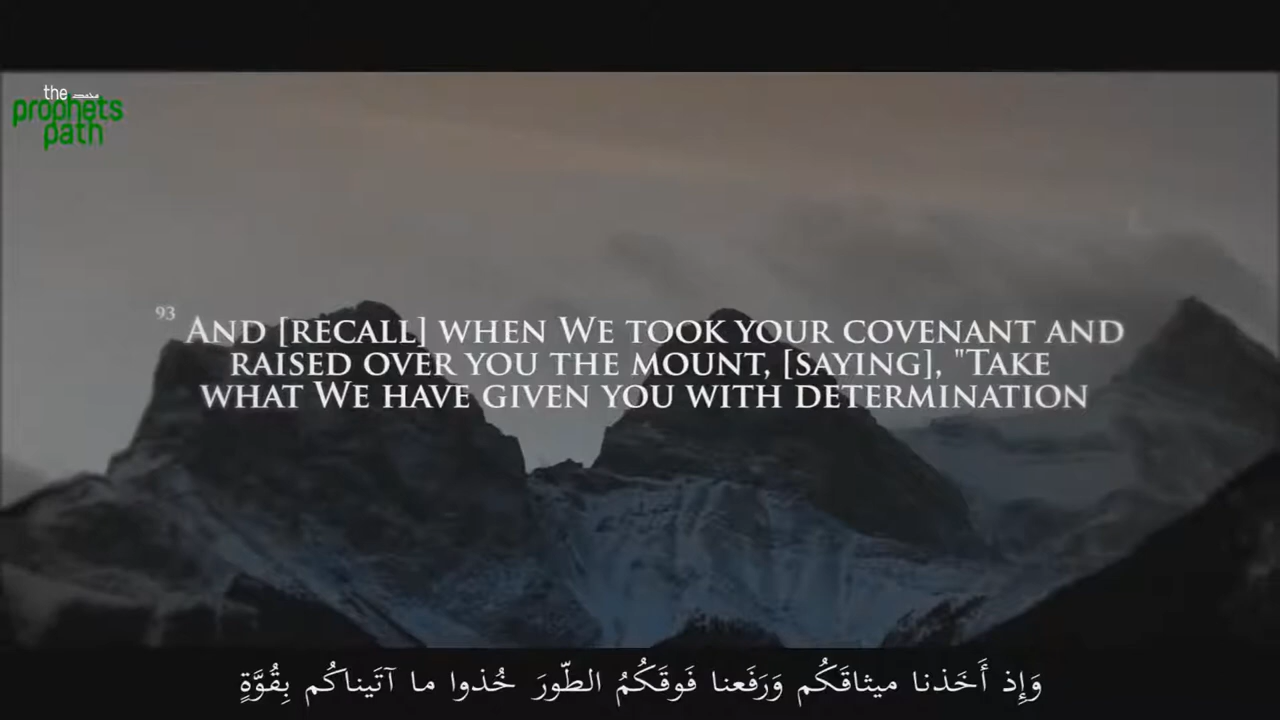 the محمد
prophets
path
93 And [recall] when We took your covenant and
raised over you the mount, [saying], "Take
what We have given you with determination
وَإِذ أَخَذنا ميثاقَكُم وَرَفَعنا فَوقَكُمُ الطّورَ خُذوا ما آتَيناكُم بِقُوَّةٍ